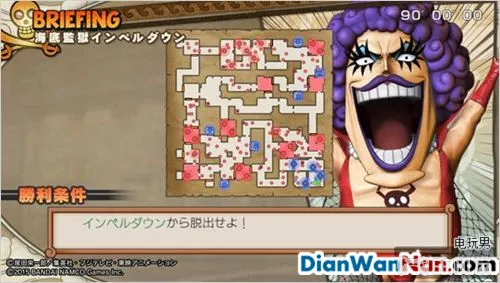 BRIEFING
90 00/00
海底監獄インペルダウン
勝利条件
インペルダウンから脱出せよ!
电玩男
©尾田栄一郎/集英社・フジテレビ・東映アニメーション
©2015 BANDAI NAMCO Games Inc.
DianWanNan.com